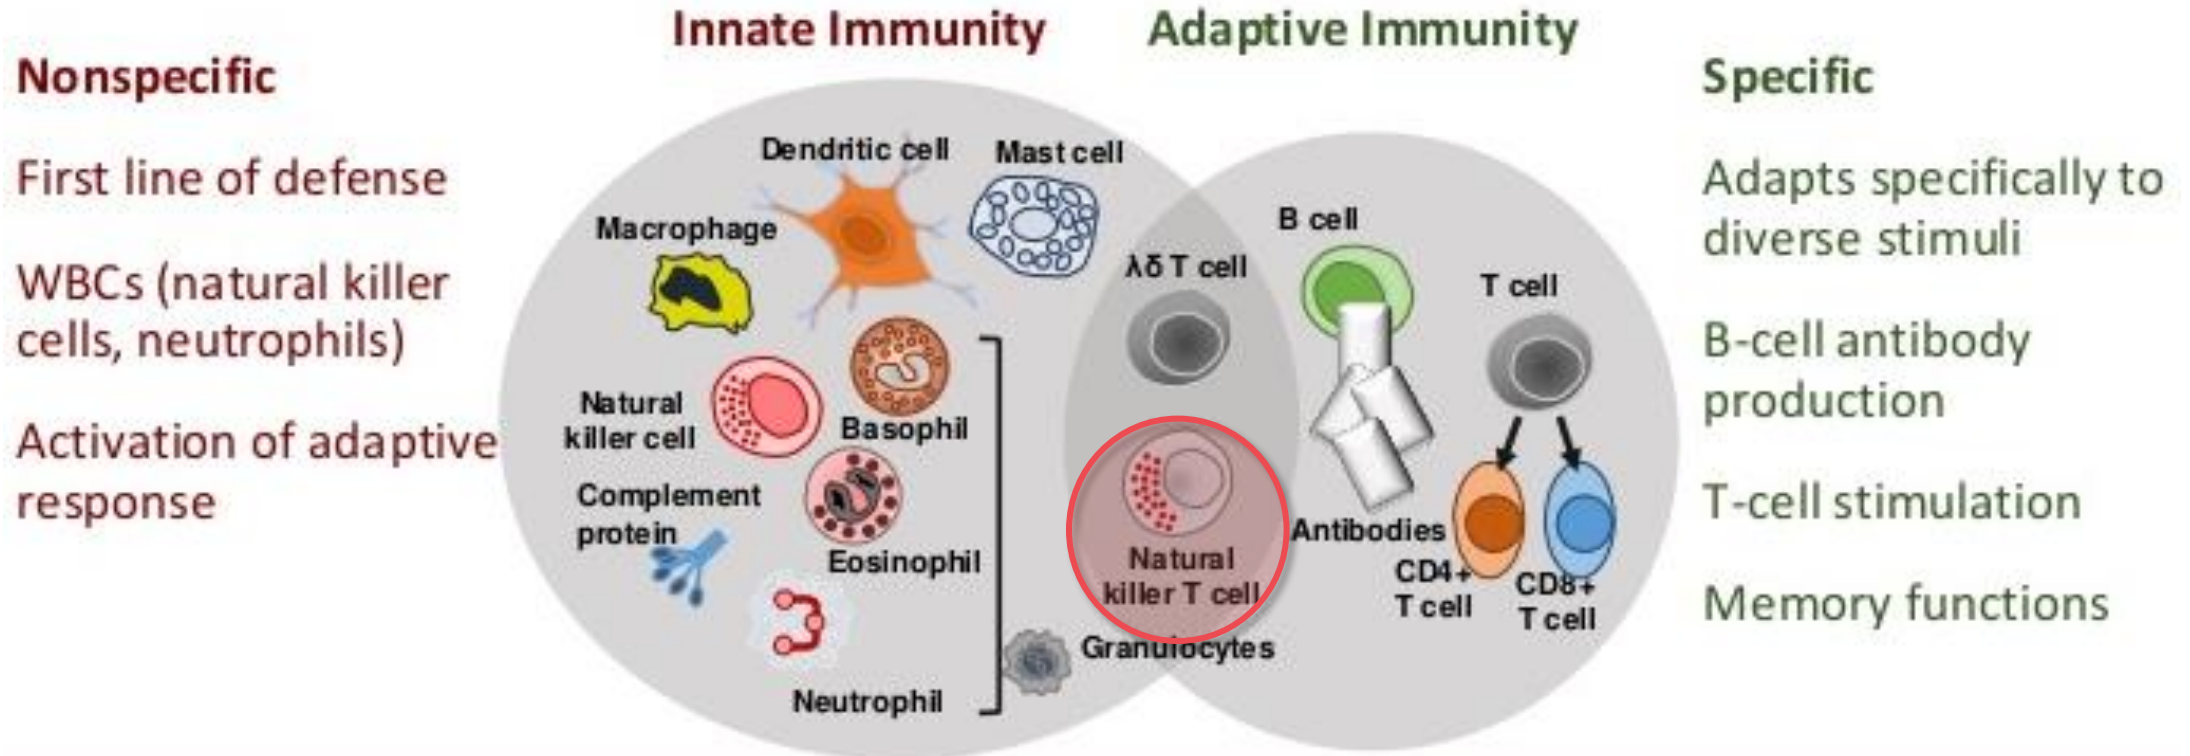 Innate Immunity
Adaptive Immunity
Nonspecific
First line of defense
WBCs (natural killer
cells, neutrophils)
Activation of adaptive
response
Dendritic cell
Mast cell
Macrophage
Natural
killer cell
Basophil
Complement
protein
Eosinophil
Neutrophil
Granulocytes
λδ T cell
Natural
killer T cell
B cell
T cell
Antibodies
CD4+
T cell
CD8+
T cell
Specific
Adapts specifically to
diverse stimuli
B-cell antibody
production
T-cell stimulation
Memory functions